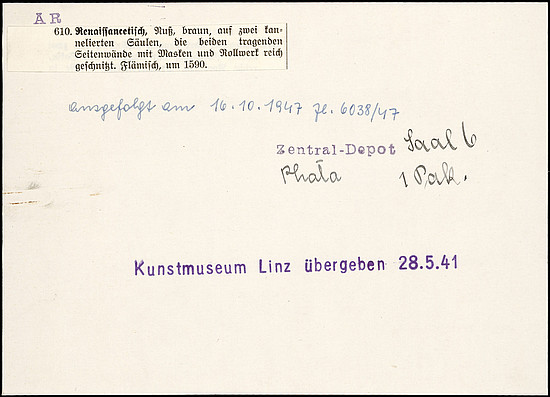 AR
610. Renaissancetisch, Nuß, braun, auf zwei kan-
nelierten Säulen, die beiden tragenden
Seitenwände mit Masken und Rollwerk reich
geschnitzt. Flämisch, um 1590.
ausgefolgt am 16.10.1947 Zl. 6038/47
Zentral-Depot Saal 6
1 Pak.
Kunstmuseum Linz übergeben 28.5.41